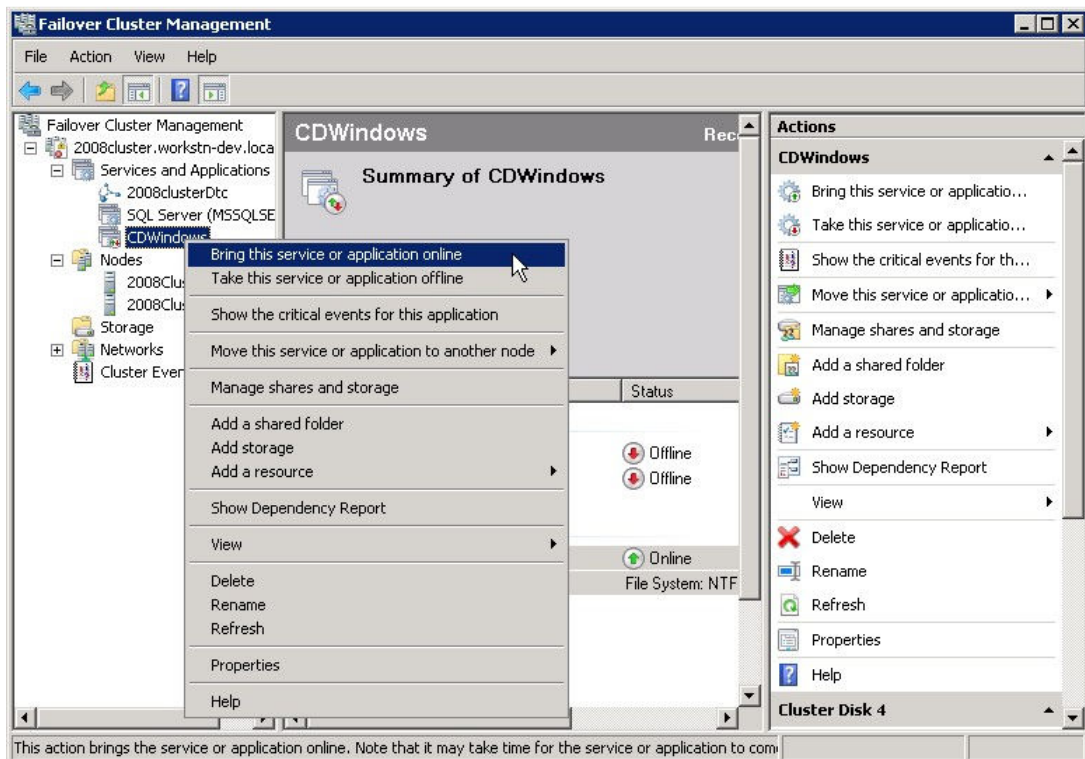 Failover Cluster Management
File Action View Help
Failover Cluster Management
2008cluster.workstn-dev.loca
Services and Applications
2008clusterDtc
SQL Server (MSSQLSE
CDWindows
Nodes
2008Clu
2008Clu
Storage
Networks
Cluster Even
CDWindows
Rec
Summary of CDWindows
Status
Offline
Offline
Online
File System: NTF
Bring this service or application online
Take this service or application offline
Show the critical events for this application
Move this service or application to another node
Manage shares and storage
Add a shared folder
Add storage
Add a resource
Show Dependency Report
View
Delete
Rename
Refresh
Properties
Help
Actions
CDWindows
Bring this service or applicatio...
Take this service or applicatio...
Show the critical events for th...
Move this service or applicatio...
Manage shares and storage
Add a shared folder
Add storage
Add a resource
Show Dependency Report
View
Delete
Rename
Refresh
Properties
Help
Cluster Disk 4
This action brings the service or application online. Note that it may take time for the service or application to com